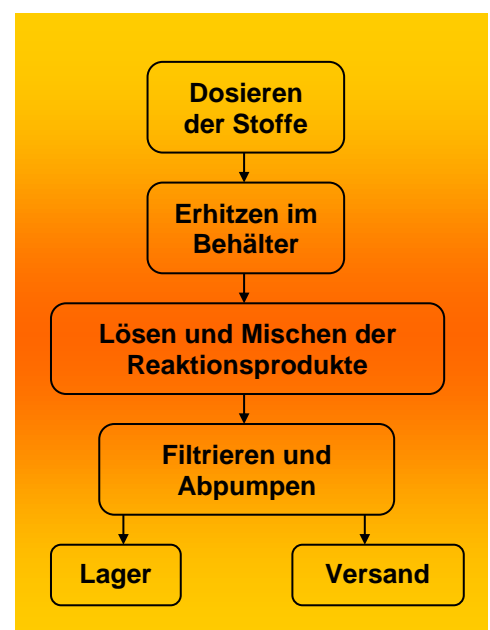 Dosieren
der Stoffe
Erhitzen im
Behälter
Lösen und Mischen der
Reaktionsprodukte
Filtrieren und
Abpumpen
Lager
Versand